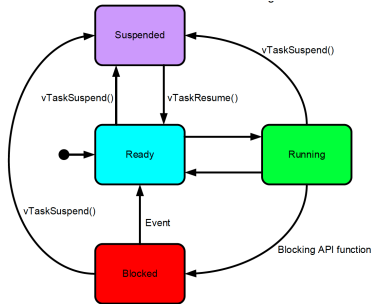 Suspended
vTaskSuspend()
vTaskSuspend()
vTaskResume()
Ready
Running
vTaskSuspend()
Event
Blocking API function
Blocked